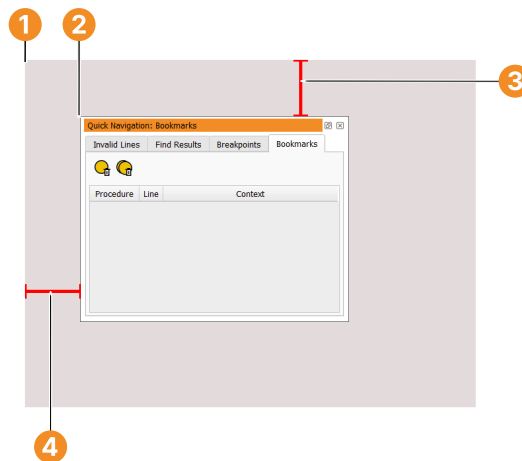 1
2
3
Quick Navigation: Bookmarks
Invalid Lines Find Results Breakpoints Bookmarks
Procedure Line Context
4